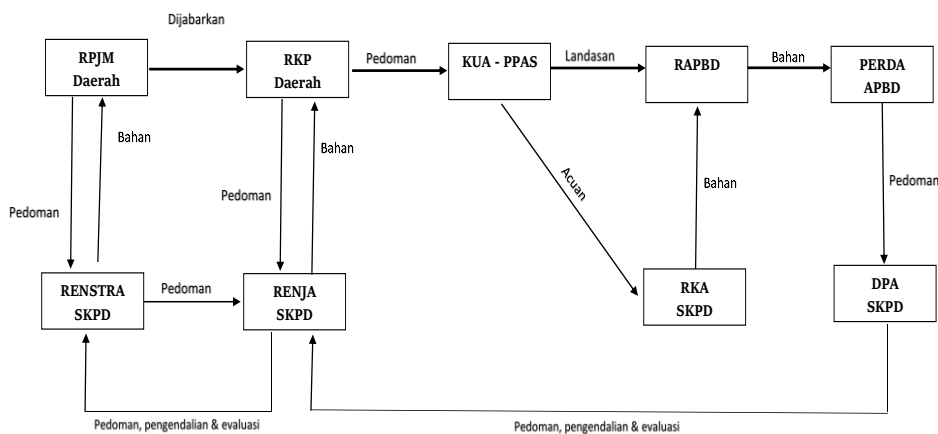 Dijabarkan
RPJM
Daerah
RKP
Daerah
Pedoman
KUA - PPAS
Landasan
RAPBD
Bahan
PERDA
APBD
Bahan
Bahan
Pedoman
Pedoman
Acuan
Bahan
Pedoman
RENSTRA
SKPD
Pedoman
RENJA
SKPD
RKA
SKPD
DPA
SKPD
Pedoman, pengendalian & evaluasi
Pedoman, pengendalian & evaluasi